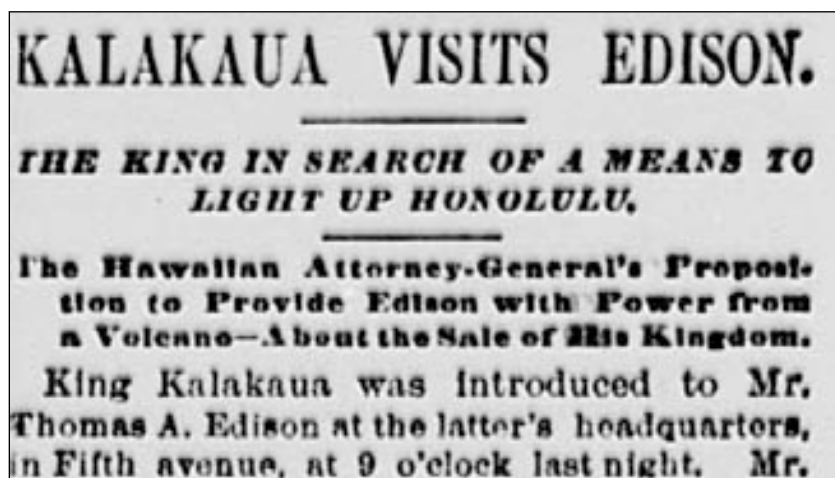 KALAKAUA VISITS EDISON.
THE KING IN SEARCH OF A MEANS TO
LIGHT UP HONOLULU.
The Hawaiian Attorney-General's Proposi-
tion to Provide Edison with Power from
a Volcano—About the Sale of His Kingdom.
King Kalakaua was introduced to Mr.
Thomas A. Edison at the latter's headquarters,
in Fifth avenue, at 9 o'clock last night. Mr.